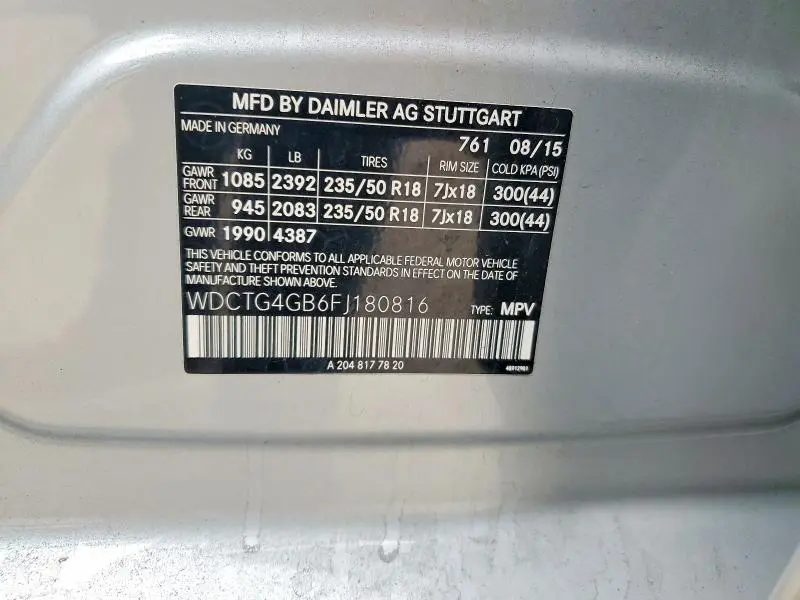 MFD BY DAIMLER AG STUTTGART
MADE IN GERMANY
761 08/15
KG LB TIRES RIM SIZE COLD KPA (PSI)
GAWR FRONT 1085 2392 235/50 R18 7Jx18 300(44)
GAWR REAR 945 2083 235/50 R18 7Jx18 300(44)
GVWR 1990 4387
THIS VEHICLE CONFORMS TO ALL APPLICABLE FEDERAL MOTOR VEHICLE
SAFETY AND THEFT PREVENTION STANDARDS IN EFFECT ON THE DATE OF
MANUFACTURE SHOWN ABOVE.
WDCTG4GB6FJ180816 TYPE: MPV
A 204 817 78 20